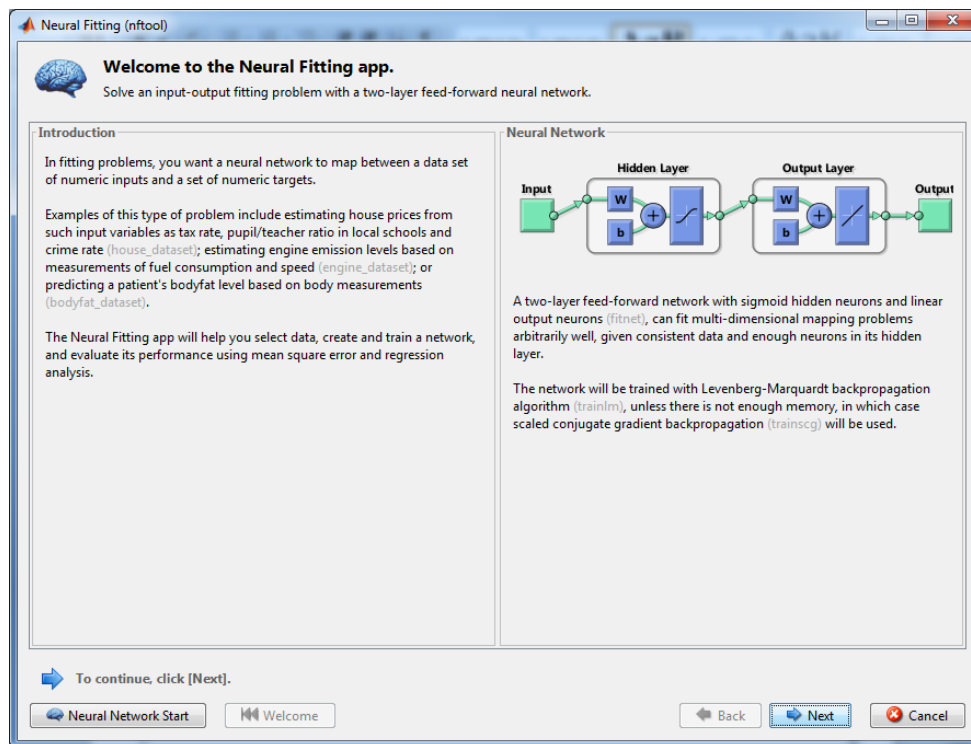 Neural Fitting (nftool)
Welcome to the Neural Fitting app.
Solve an input-output fitting problem with a two-layer feed-forward neural network.
Introduction
In fitting problems, you want a neural network to map between a data set
of numeric inputs and a set of numeric targets.
Examples of this type of problem include estimating house prices from
such input variables as tax rate, pupil/teacher ratio in local schools and
crime rate (house_dataset); estimating engine emission levels based on
measurements of fuel consumption and speed (engine_dataset); or
predicting a patient's bodyfat level based on body measurements
(bodyfat_dataset).
The Neural Fitting app will help you select data, create and train a network,
and evaluate its performance using mean square error and regression
analysis.
Neural Network
Hidden Layer
Output Layer
Input
Output
W
b
+
W
b
+
A two-layer feed-forward network with sigmoid hidden neurons and linear
output neurons (fitnet), can fit multi-dimensional mapping problems
arbitrarily well, given consistent data and enough neurons in its hidden
layer.
The network will be trained with Levenberg-Marquardt backpropagation
algorithm (trainlm), unless there is not enough memory, in which case
scaled conjugate gradient backpropagation (trainscg) will be used.
To continue, click [Next].
Neural Network Start
Welcome
Back
Next
Cancel